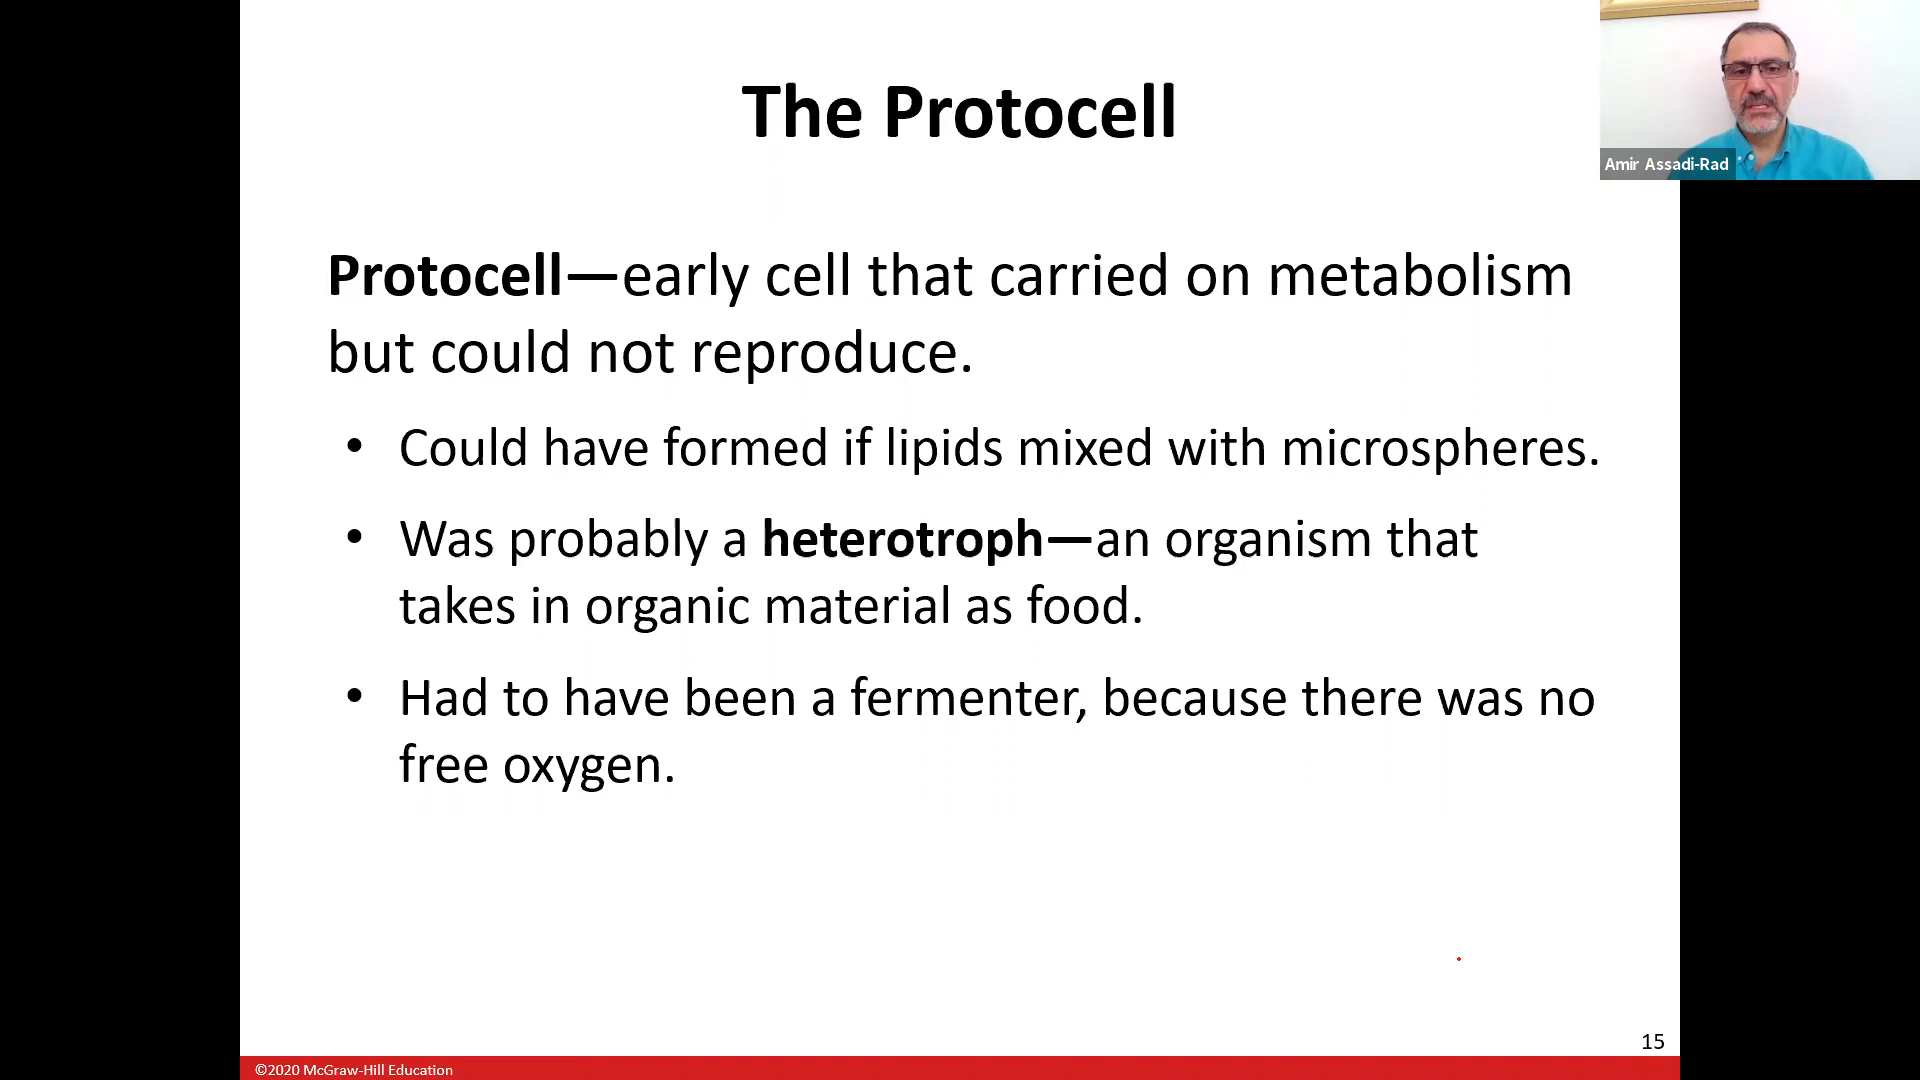 The Protocell
Amir Assadi-Rad
Protocell—early cell that carried on metabolism
but could not reproduce.
• Could have formed if lipids mixed with microspheres.
• Was probably a heterotroph—an organism that
takes in organic material as food.
• Had to have been a fermenter, because there was no
free oxygen.
15
©2020 McGraw-Hill Education